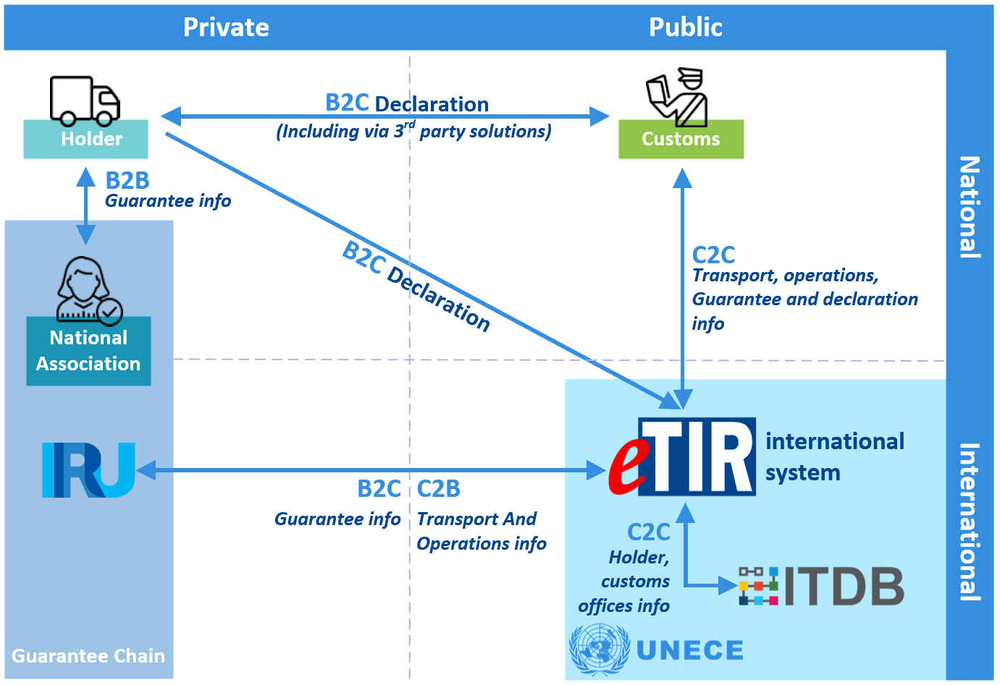 Private
Public
Holder
B2C Declaration
(Including via 3rd party solutions)
Customs
National
B2B
Guarantee info
B2C Declaration
C2C
Transport, operations,
Guarantee and declaration
info
National
Association
IRU
eTIR
international
system
B2C
Guarantee info
C2B
Transport And
Operations info
C2C
Holder,
customs
offices info
ITDB
International
Guarantee Chain
UNECE